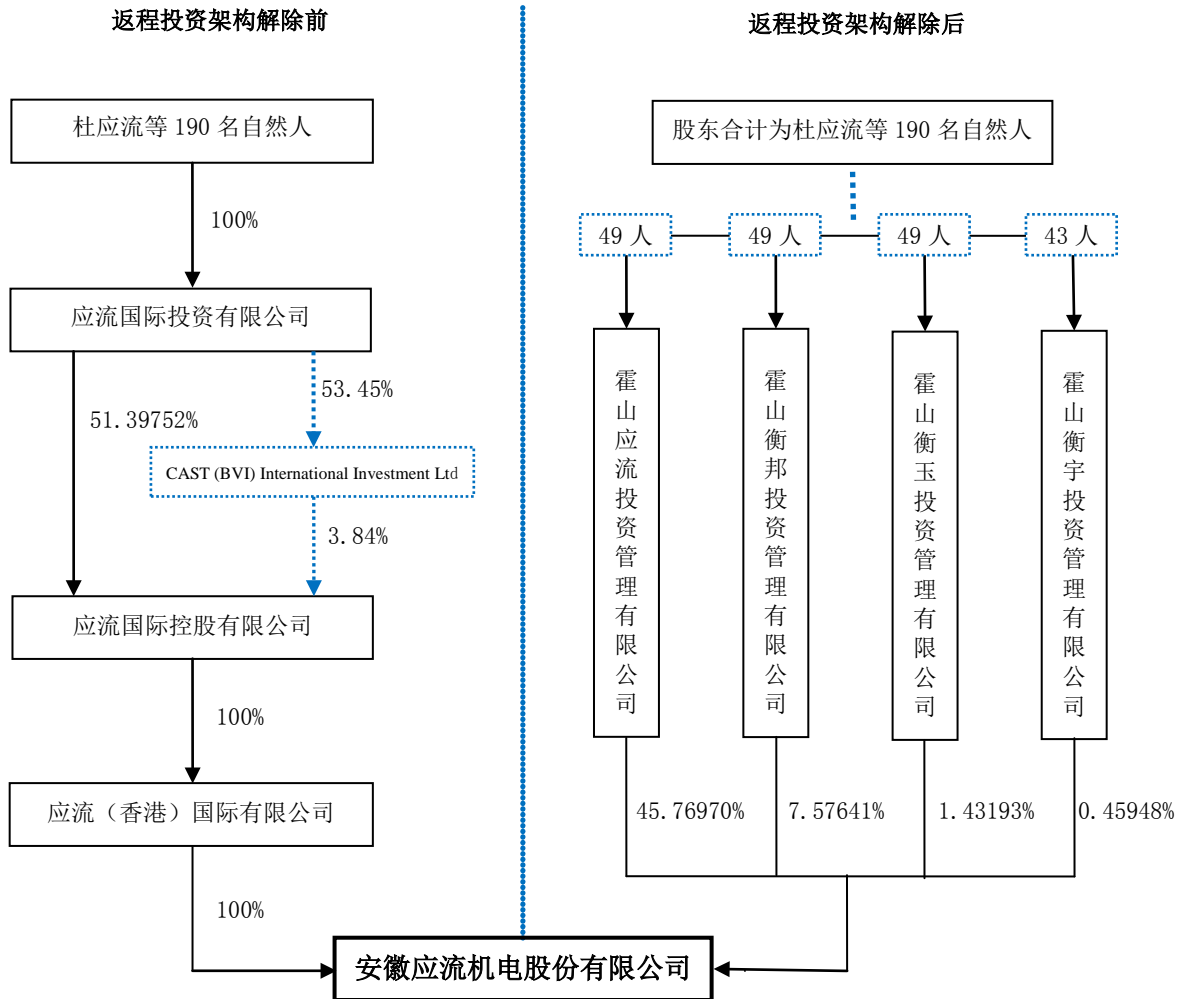 返程投资架构解除前
杜应流等 190 名自然人
100%
应流国际投资有限公司
51.39752%
53.45%
CAST (BVI) International Investment Ltd
3.84%
应流国际控股有限公司
100%
应流（香港）国际有限公司
100%
返程投资架构解除后
股东合计为杜应流等 190 名自然人
49 人
49 人
49 人
43 人
霍山应流投资管理有限公司
霍山衡邦投资管理有限公司
霍山衡玉投资管理有限公司
霍山衡宇投资管理有限公司
45.76970%
7.57641%
1.43193%
0.45948%
安徽应流机电股份有限公司